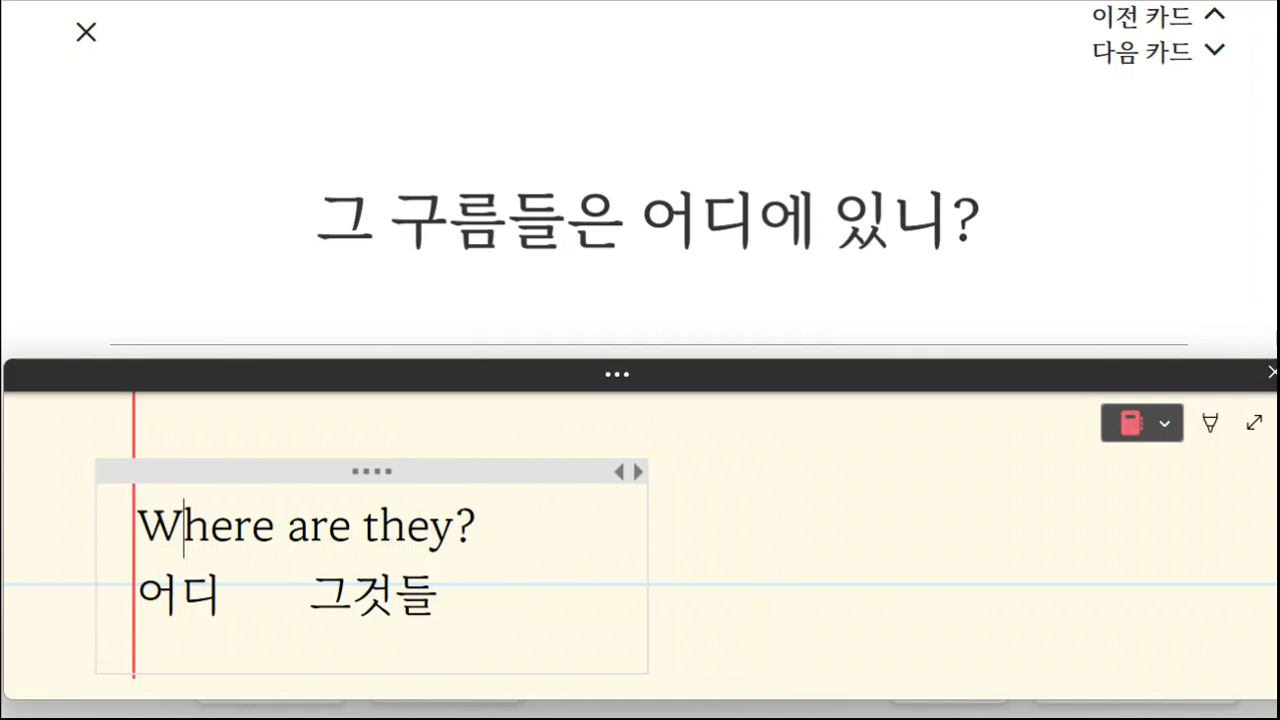 이전 카드
다음 카드
그 구름들은 어디에 있니?
Where are they?
어디 그것들